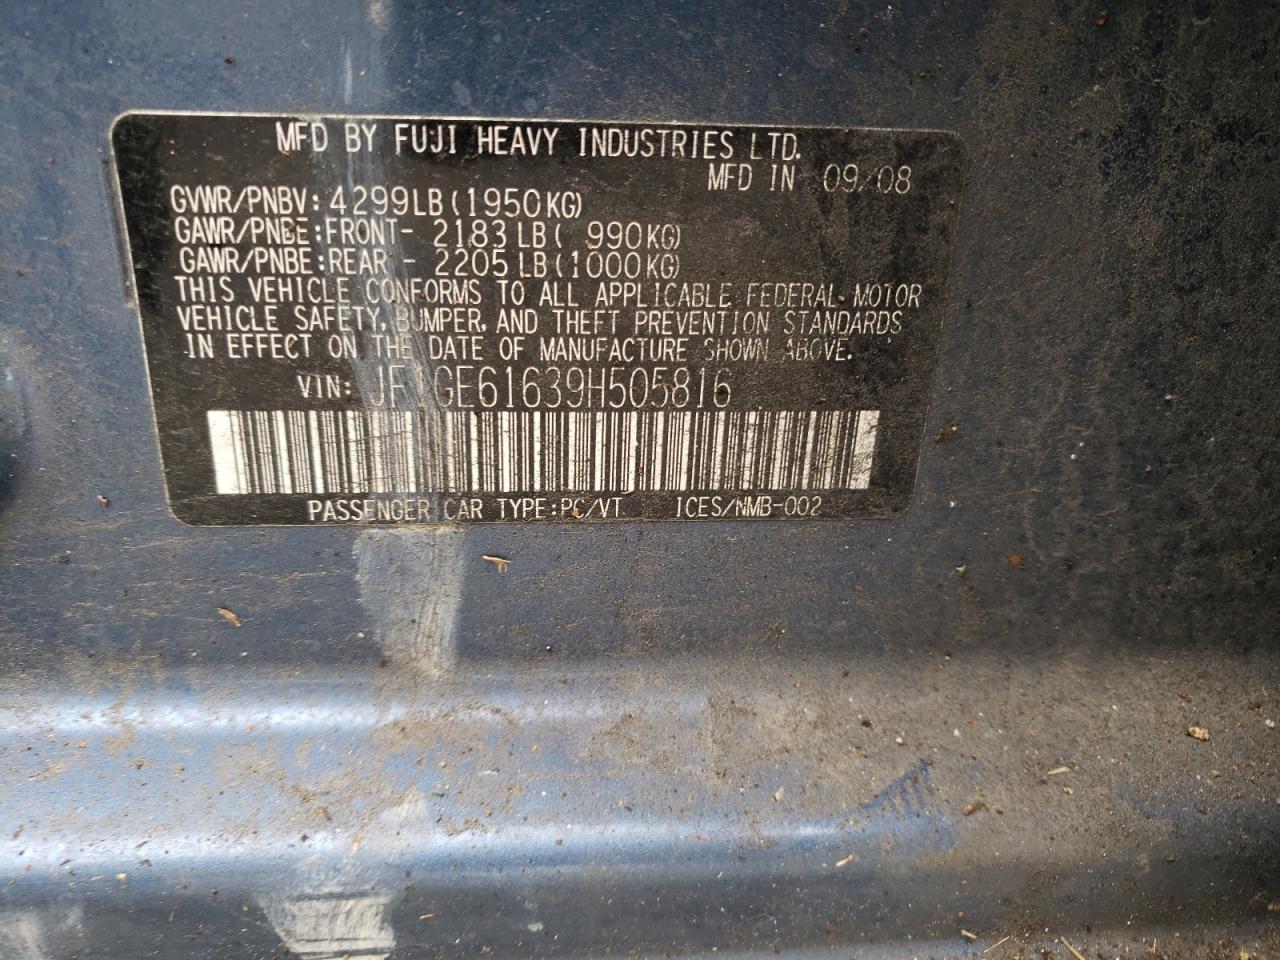 MFD BY FUJI HEAVY INDUSTRIES LTD.
MFD IN 09/08
GVWR/PNBV: 4299LB(1950KG)
GAWR/PNBE:FRONT- 2183LB( 990KG)
GAWR/PNBE:REAR - 2205LB(1000KG)
THIS VEHICLE CONFORMS TO ALL APPLICABLE FEDERAL MOTOR
VEHICLE SAFETY, BUMPER, AND THEFT PREVENTION STANDARDS
IN EFFECT ON THE DATE OF MANUFACTURE SHOWN ABOVE.
VIN: JF1GE61639H505816
PASSENGER CAR TYPE:PC/VT ICES/NMB-002